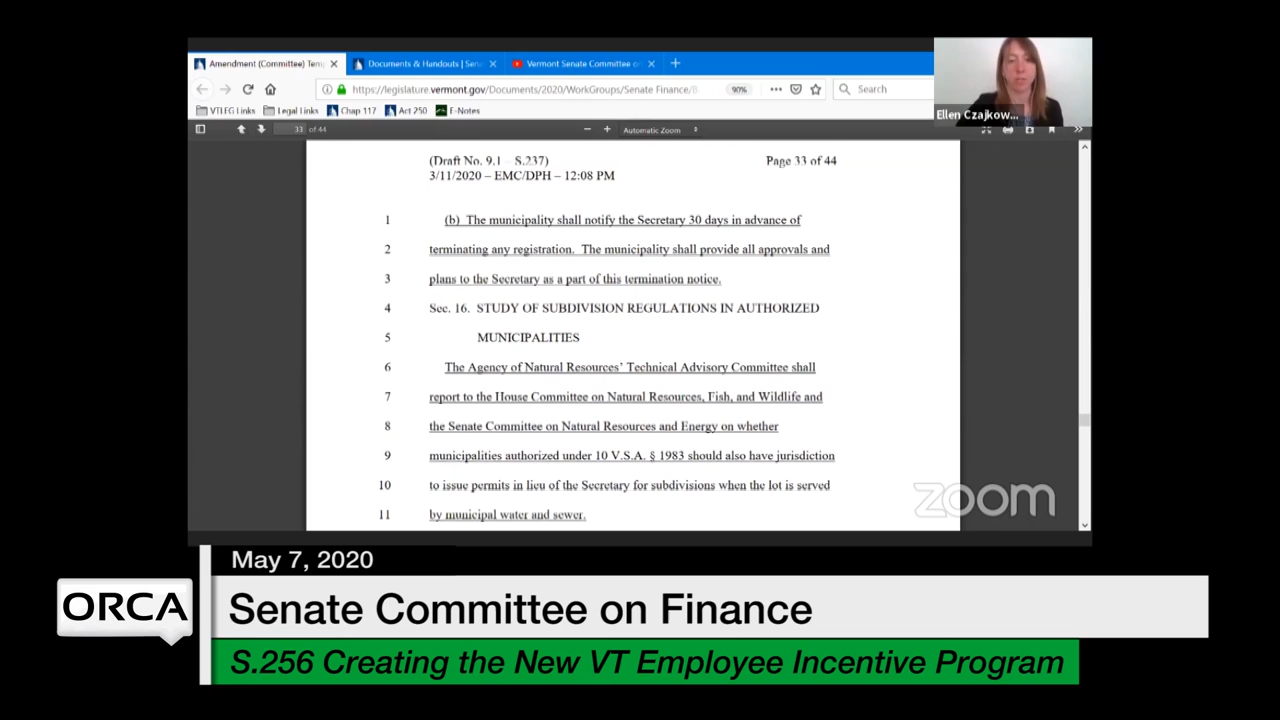 Amendment (Committee) Tem
Documents & Handouts | Sen
Vermont Senate Committee o
https://legislature.vermont.gov/Documents/2020/WorkGroups/Senate Finance/B
90%
Search
VTLEG Links
Legal Links
Chap 117
Act 250
E-Notes
Ellen Czajkow...
33 of 44
Automatic Zoom
(Draft No. 9.1 – S.237) Page 33 of 44
3/11/2020 – EMC/DPH – 12:08 PM
1 (b) The municipality shall notify the Secretary 30 days in advance of
2 terminating any registration. The municipality shall provide all approvals and
3 plans to the Secretary as a part of this termination notice.
4 Sec. 16. STUDY OF SUBDIVISION REGULATIONS IN AUTHORIZED
5 MUNICIPALITIES
6 The Agency of Natural Resources’ Technical Advisory Committee shall
7 report to the House Committee on Natural Resources, Fish, and Wildlife and
8 the Senate Committee on Natural Resources and Energy on whether
9 municipalities authorized under 10 V.S.A. § 1983 should also have jurisdiction
10 to issue permits in lieu of the Secretary for subdivisions when the lot is served
11 by municipal water and sewer.
zoom
May 7, 2020
ORCA
Senate Committee on Finance
S.256 Creating the New VT Employee Incentive Program